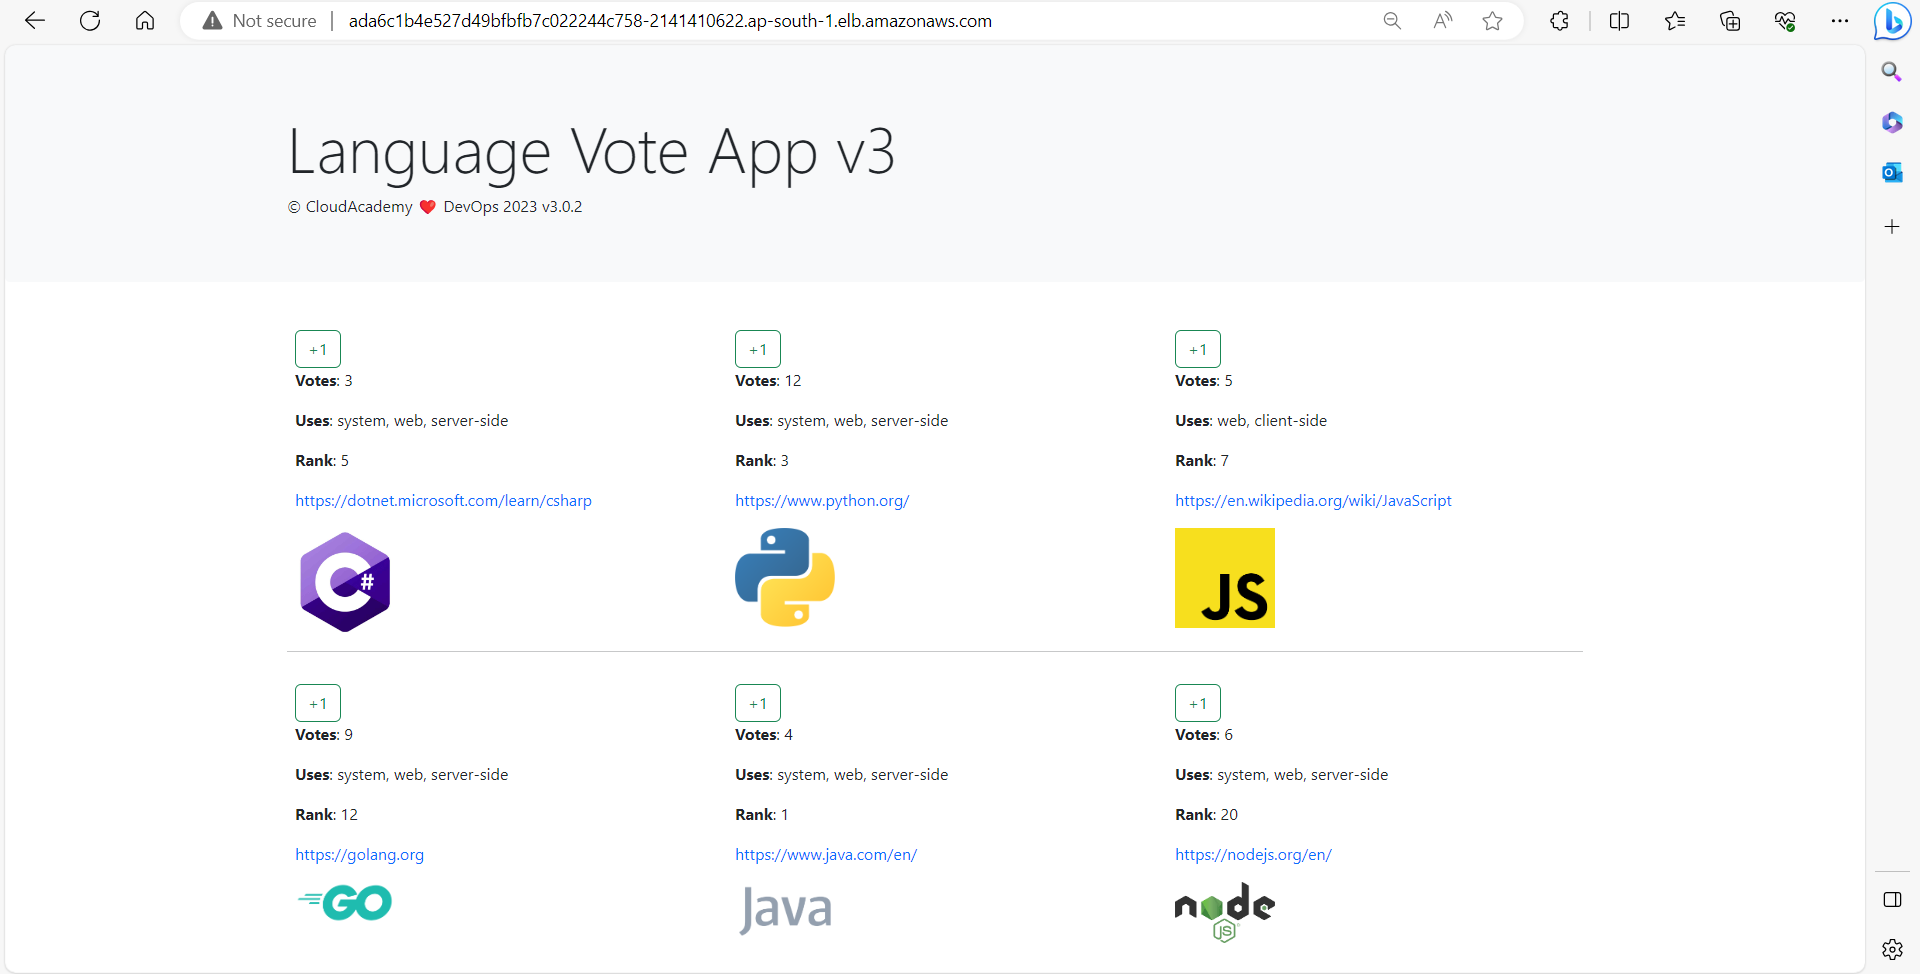 Not secure | ada6c1b4e527d49bfbfb7c022244c758-2141410622.ap-south-1.elb.amazonaws.com
Language Vote App v3
© CloudAcademy ❤️ DevOps 2023 v3.0.2
+1 +1 +1
Votes: 3 Votes: 12 Votes: 5
Uses: system, web, server-side Uses: system, web, server-side Uses: web, client-side
Rank: 5 Rank: 3 Rank: 7
https://dotnet.microsoft.com/learn/csharp https://www.python.org/ https://en.wikipedia.org/wiki/JavaScript
C# JS
+1 +1 +1
Votes: 9 Votes: 4 Votes: 6
Uses: system, web, server-side Uses: system, web, server-side Uses: system, web, server-side
Rank: 12 Rank: 1 Rank: 20
https://golang.org https://www.java.com/en/ https://nodejs.org/en/
GO Java node
JS